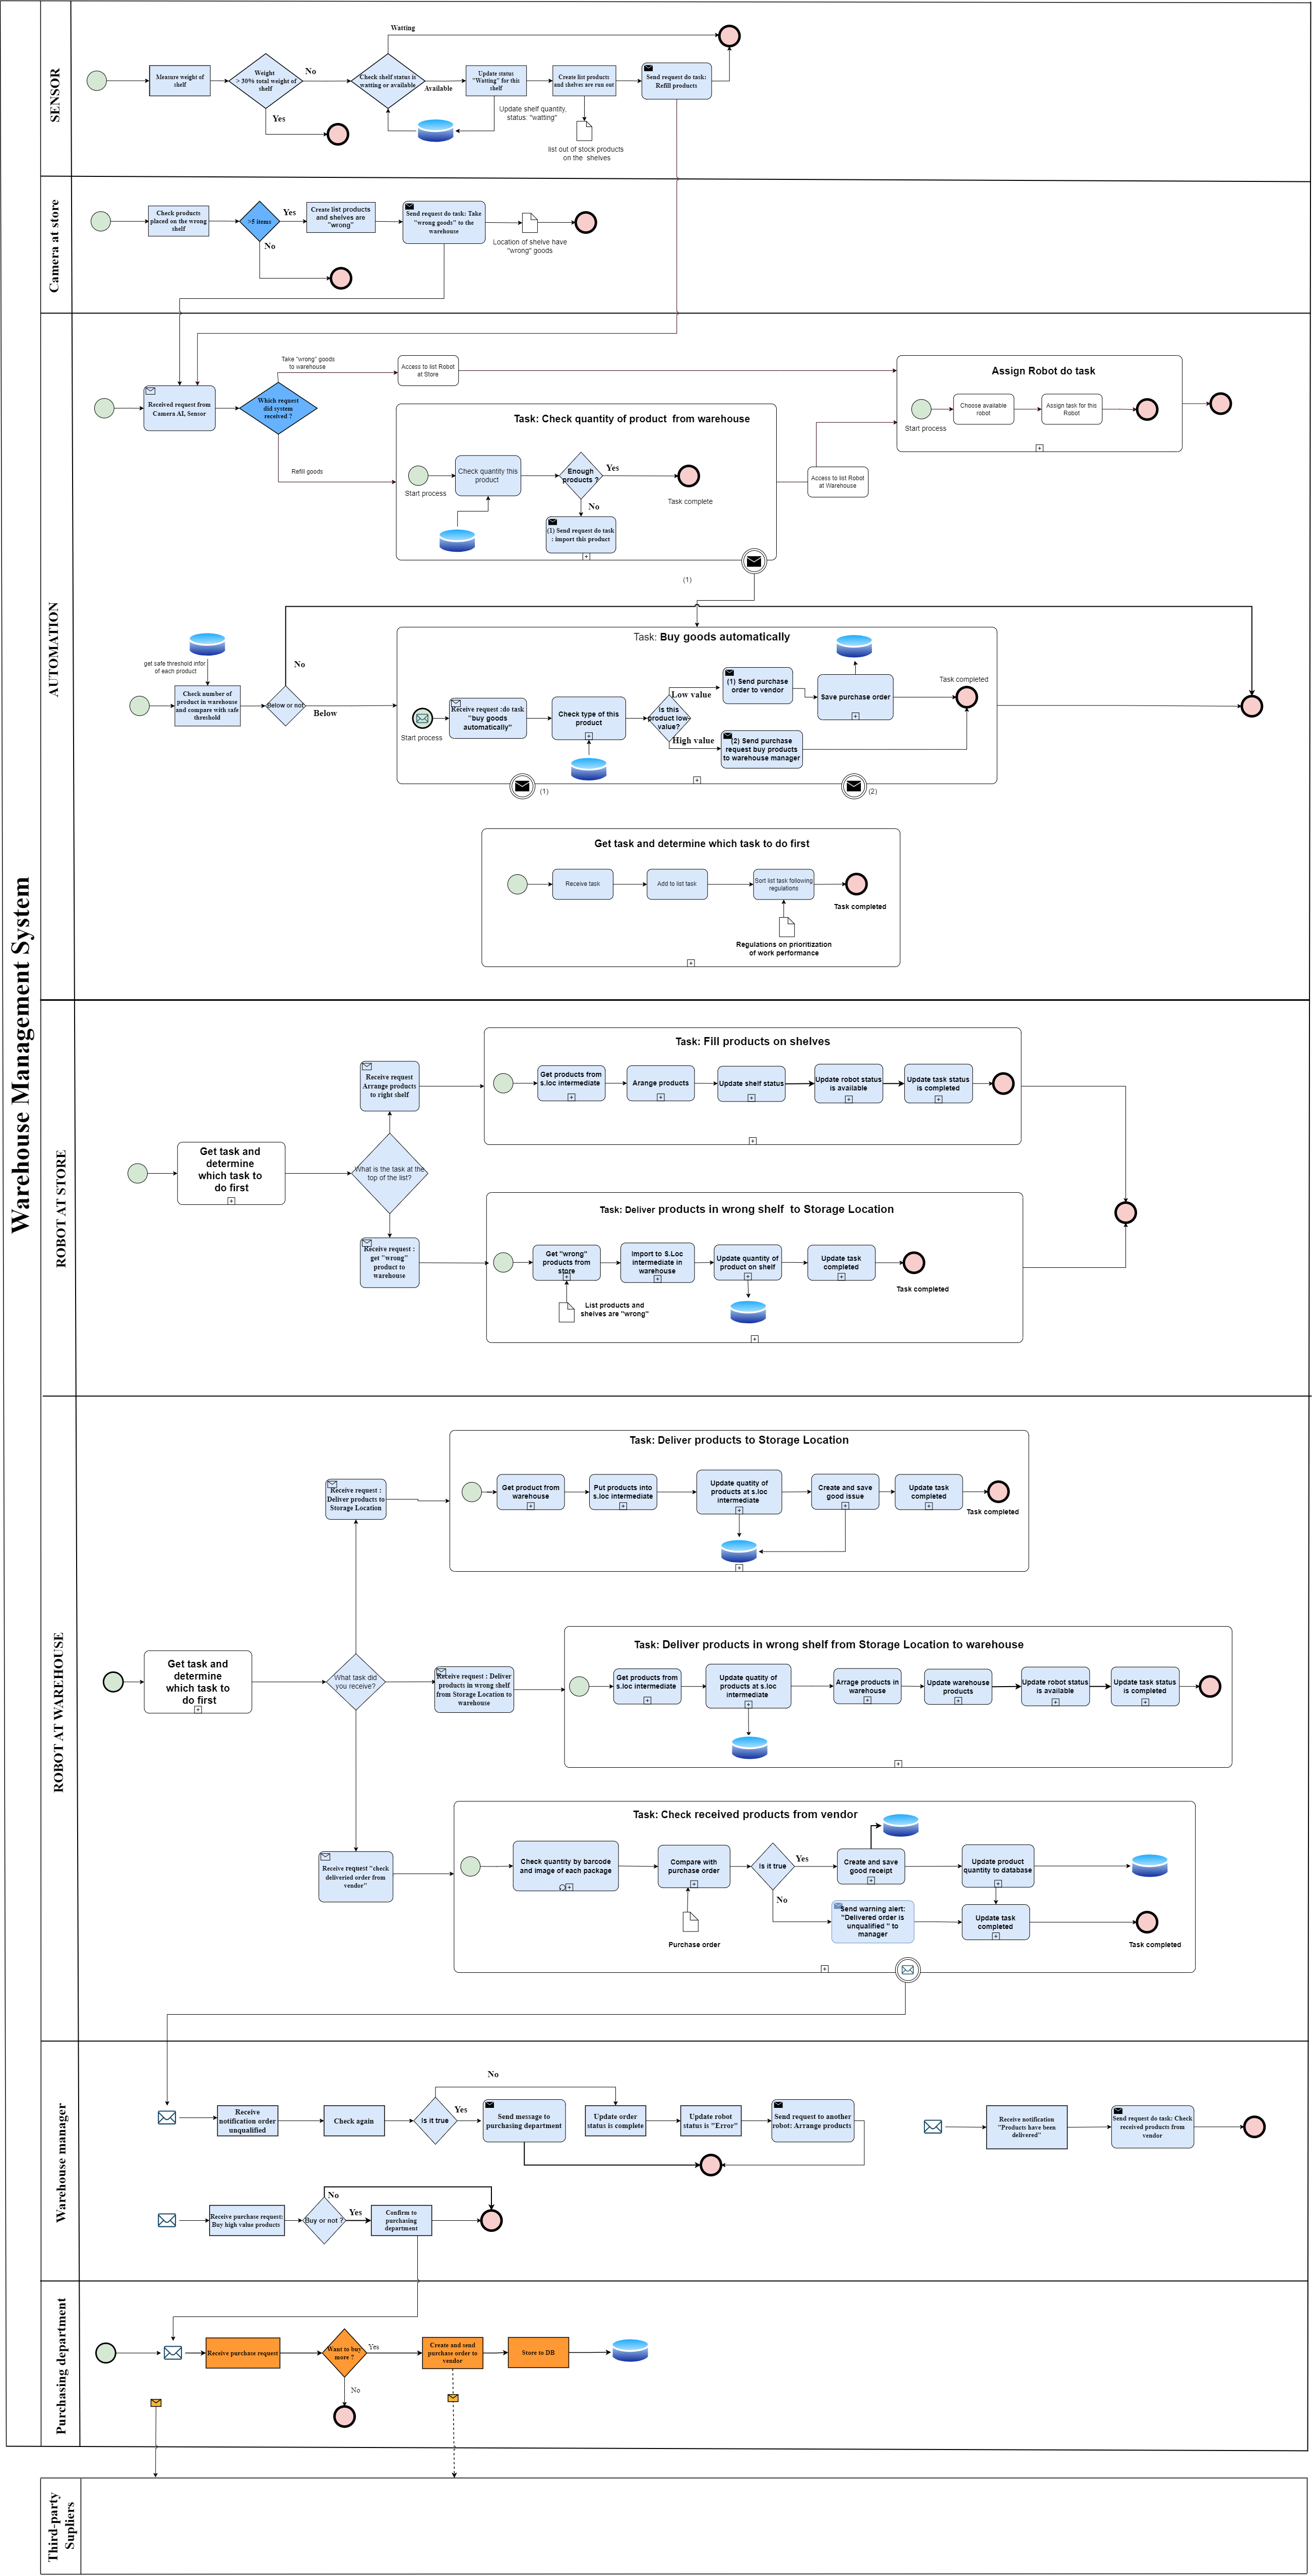 Warehouse Management System
SENSOR
Measure weight of
shelf
Weight
> 30% total weight of
shelf
No
Yes
Check shelf status is
watting or available
Watting
Available
Update status
"Watting" for this
shelf
Update shelf quantity,
status: "watting"
Create list products
and shelves are run out
list out of stock products
on the  shelves
Send request do task:
Refill products
Camera at store
Check products
placed on the wrong
shelf
>5 items
Yes
No
Create list products
and shelves are
"wrong"
Send request do task: Take
"wrong goods" to the
warehouse
Location of shelve have
"wrong" goods
AUTOMATION
Received request from
Camera AI, Sensor
Which request
did system
received ?
Take "wrong" goods
to warehouse
Refill goods
Access to list Robot
at Store
Assign Robot do task
Start process
Choose available
robot
Assign task for this
Robot
Task: Check quantity of product  from warehouse
Start process
Check quantity this
product
Enough
products ?
Yes
No
Task complete
(1) Send request do task
: import this product
Access to list Robot
at Warehouse
(1)
get safe threshold infor
of each product
Check number of
product in warehouse
and compare with safe
threshold
Below or not
No
Below
Task: Buy goods automatically
Start process
Receive request :do task
"buy goods
automatically"
Check type of this
product
Is this
product low
value?
Low value
High value
(1) Send purchase
order to vendor
(2) Send purchase
request buy products
to warehouse manager
Save purchase order
Task completed
(1)
(2)
Get task and determine which task to do first
Receive task
Add to list task
Sort list task following
regulations
Task completed
Regulations on prioritization
of work performance
ROBOT AT STORE
Get task and
determine
which task to
do first
What is the task at the
top of the list?
Receive request
Arrange products
to right shelf
Receive request :
get "wrong"
product to
warehouse
Task: Fill products on shelves
Get products from
s.loc intermediate
Arange products
Update shelf status
Update robot status
is available
Update task status
is completed
Task: Deliver products in wrong shelf  to Storage Location
Get "wrong"
products from
store
Import to S.Loc
intermediate in
warehouse
Update quantity of
product on shelf
Update task
completed
Task completed
List products and
shelves are "wrong"
ROBOT AT WAREHOUSE
Get task and
determine
which task to
do first
What task did
you receive?
Receive request :
Deliver products to
Storage Location
Receive request : Deliver
products in wrong shelf
from Storage Location to
warehouse
Receive request "check
deliveried order from
vendor"
Task: Deliver products to Storage Location
Get product from
warehouse
Put products into
s.loc intermediate
Update quatity of
products at s.loc
intermediate
Create and save
good issue
Update task
completed
Task completed
Task: Deliver products in wrong shelf from Storage Location to warehouse
Get products from
s.loc intermediate
Update quatity of
products at s.loc
intermediate
Arrage products in
warehouse
Update warehouse
products
Update robot status
is available
Update task status
is completed
Task: Check received products from vendor
Check quantity by barcode
and image of each package
Compare with
purchase order
Purchase order
Is it true
Yes
No
Create and save
good receipt
Update product
quantity to database
Send warning alert:
"Delivered order is
unqualified " to
manager
Update task
completed
Task completed
Warehouse manager
Receive
notification order
unqualified
Check again
Is it true
No
Yes
Send message to
purchasing department
Update order
status is complete
Update robot
status is "Error"
Send request to another
robot: Arrange products
Receive notification
"Products have been
delivered"
Send request do task: Check
received products from
vendor
Receive purchase request:
Buy high value products
Buy or not ?
No
Yes
Confirm to
purchasing
department
Purchasing department
Receive purchase request
Want to buy
more ?
Yes
No
Create and send
purchase order to
vendor
Store to DB
Third-party
Supliers